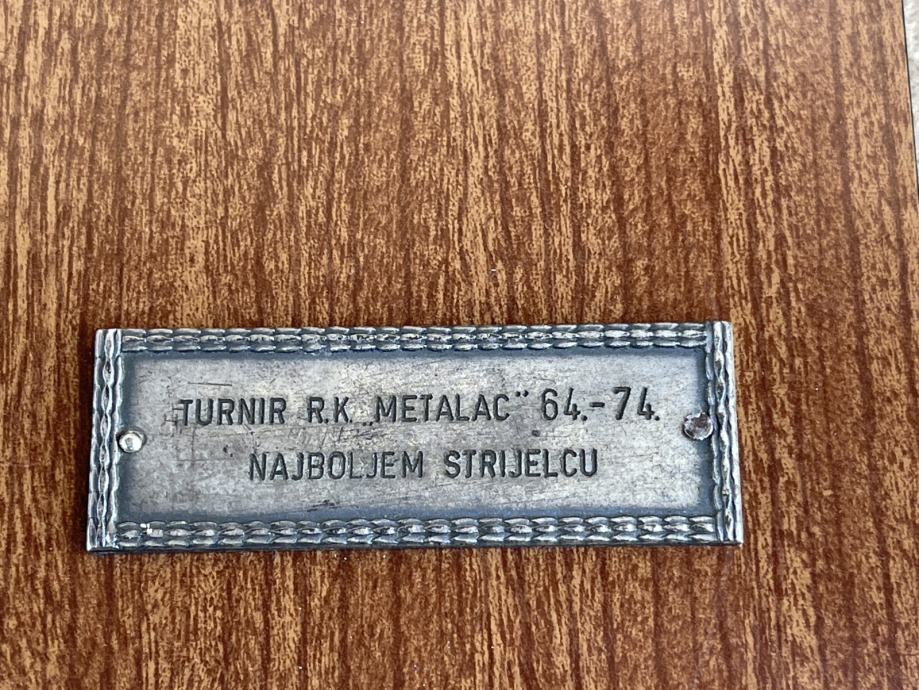 TURNIR R.K. „METALAC” 64.-74.
NAJBOLJEM STRIJELCU